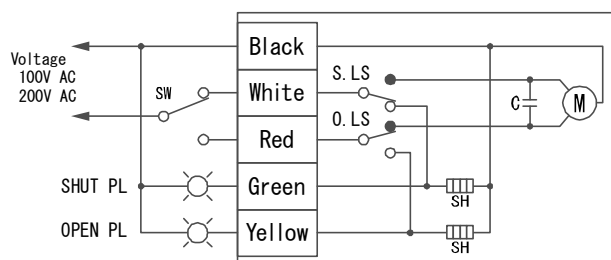 Black
Voltage
100V AC
200V AC
SW
White
S.LS
C
M
O.LS
Red
SHUT PL
Green
SH
OPEN PL
Yellow
SH